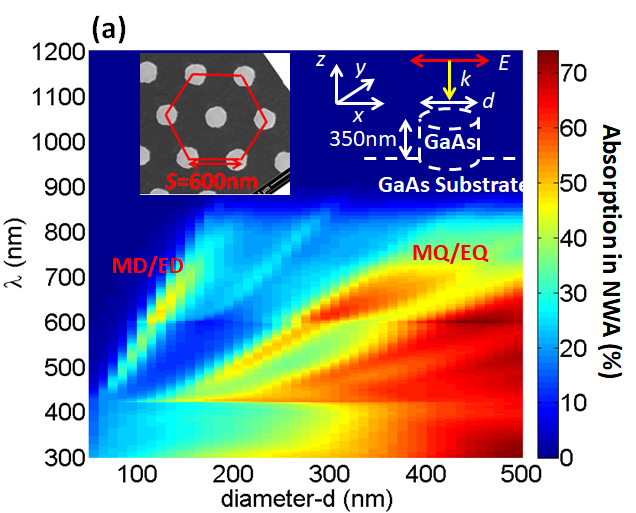 (a)
1200
1100
1000
900
800
700
600
500
400
300
λ (nm)
100
200
300
400
500
diameter-d (nm)
S=600nm
z
y
x
E
k
d
350nm
GaAs
GaAs Substrate
MD/ED
MQ/EQ
70
60
50
40
30
20
10
0
Absorption in NWA (%)